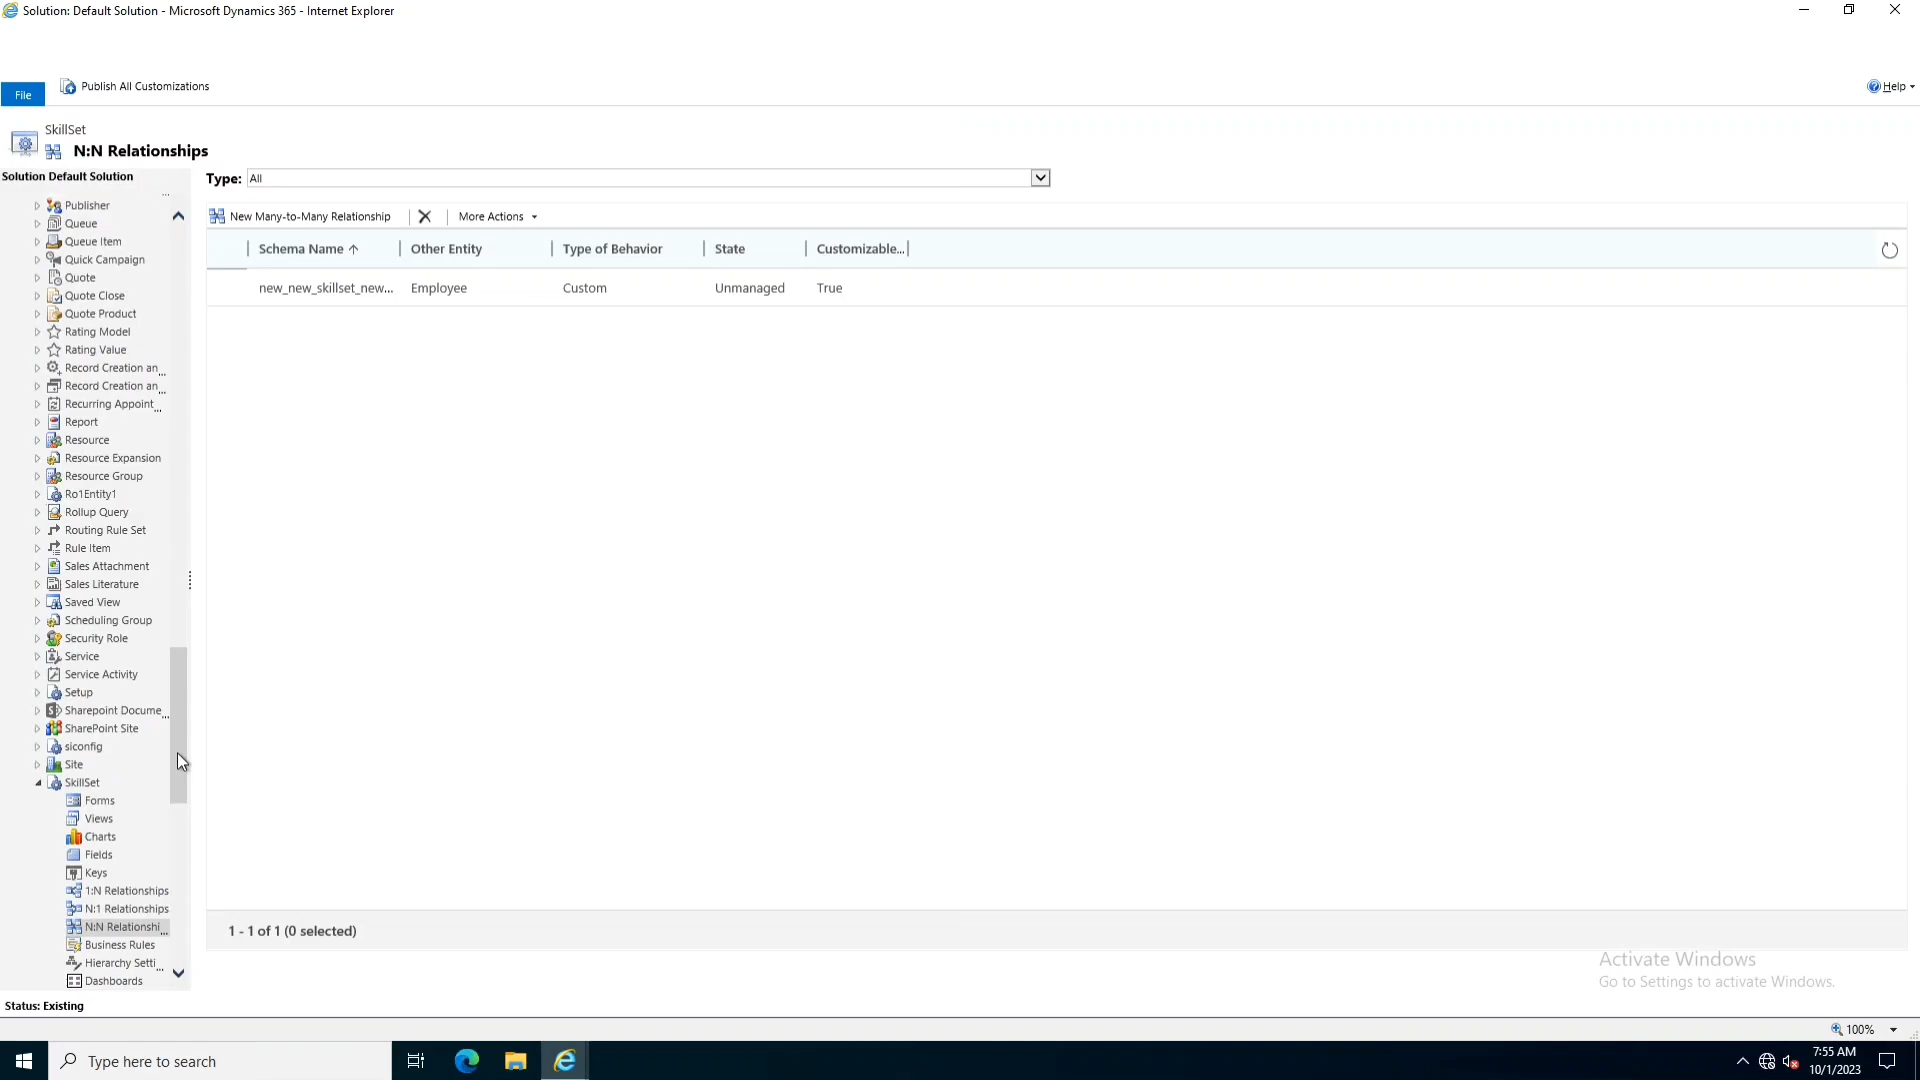 Solution: Default Solution - Microsoft Dynamics 365 - Internet Explorer
File
Publish All Customizations
Help
SkillSet
N:N Relationships
Solution Default Solution
Type: All
...
Publisher
Queue
Queue Item
Quick Campaign
Quote
Quote Close
Quote Product
Rating Model
Rating Value
Record Creation an...
Record Creation an...
Recurring Appoint...
Report
Resource
Resource Expansion
Resource Group
Ro1Entity1
Rollup Query
Routing Rule Set
Rule Item
Sales Attachment
Sales Literature
Saved View
Scheduling Group
Security Role
Service
Service Activity
Setup
Sharepoint Docume...
SharePoint Site
siconfig
Site
SkillSet
Forms
Views
Charts
Fields
Keys
1:N Relationships
N:1 Relationships
N:N Relationshi...
Business Rules
Hierarchy Setti...
Dashboards
New Many-to-Many Relationship
More Actions
Schema Name Other Entity Type of Behavior State Customizable...
new_new_skillset_new... Employee Custom Unmanaged True
1 - 1 of 1 (0 selected)
Activate Windows
Go to Settings to activate Windows.
Status: Existing
100%
Type here to search
7:55 AM
10/1/2023